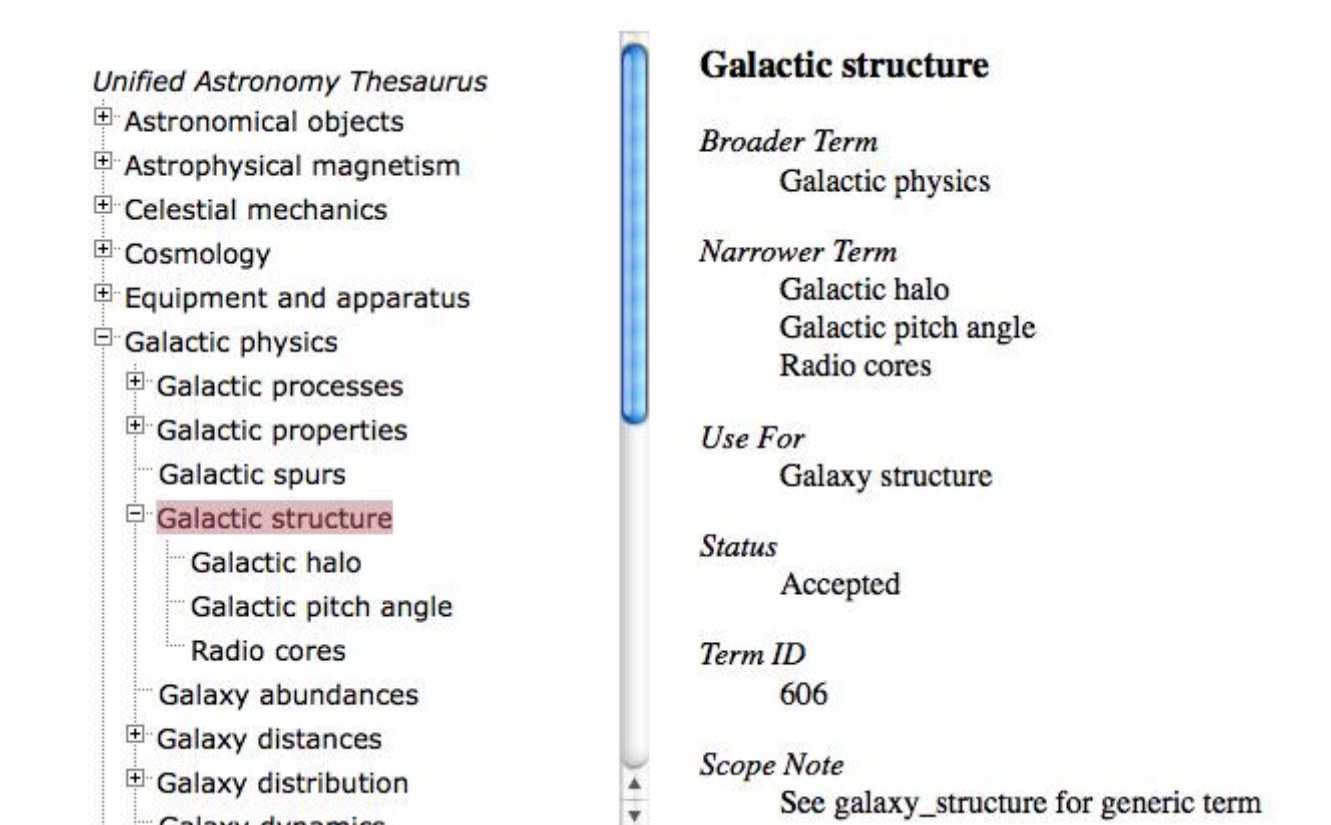 Unified Astronomy Thesaurus
Astronomical objects
Astrophysical magnetism
Celestial mechanics
Cosmology
Equipment and apparatus
Galactic physics
Galactic processes
Galactic properties
Galactic spurs
Galactic structure
Galactic halo
Galactic pitch angle
Radio cores
Galaxy abundances
Galaxy distances
Galaxy distribution
Galaxy dynamics
Galactic structure
Broader Term
Galactic physics
Narrower Term
Galactic halo
Galactic pitch angle
Radio cores
Use For
Galaxy structure
Status
Accepted
Term ID
606
Scope Note
See galaxy_structure for generic term